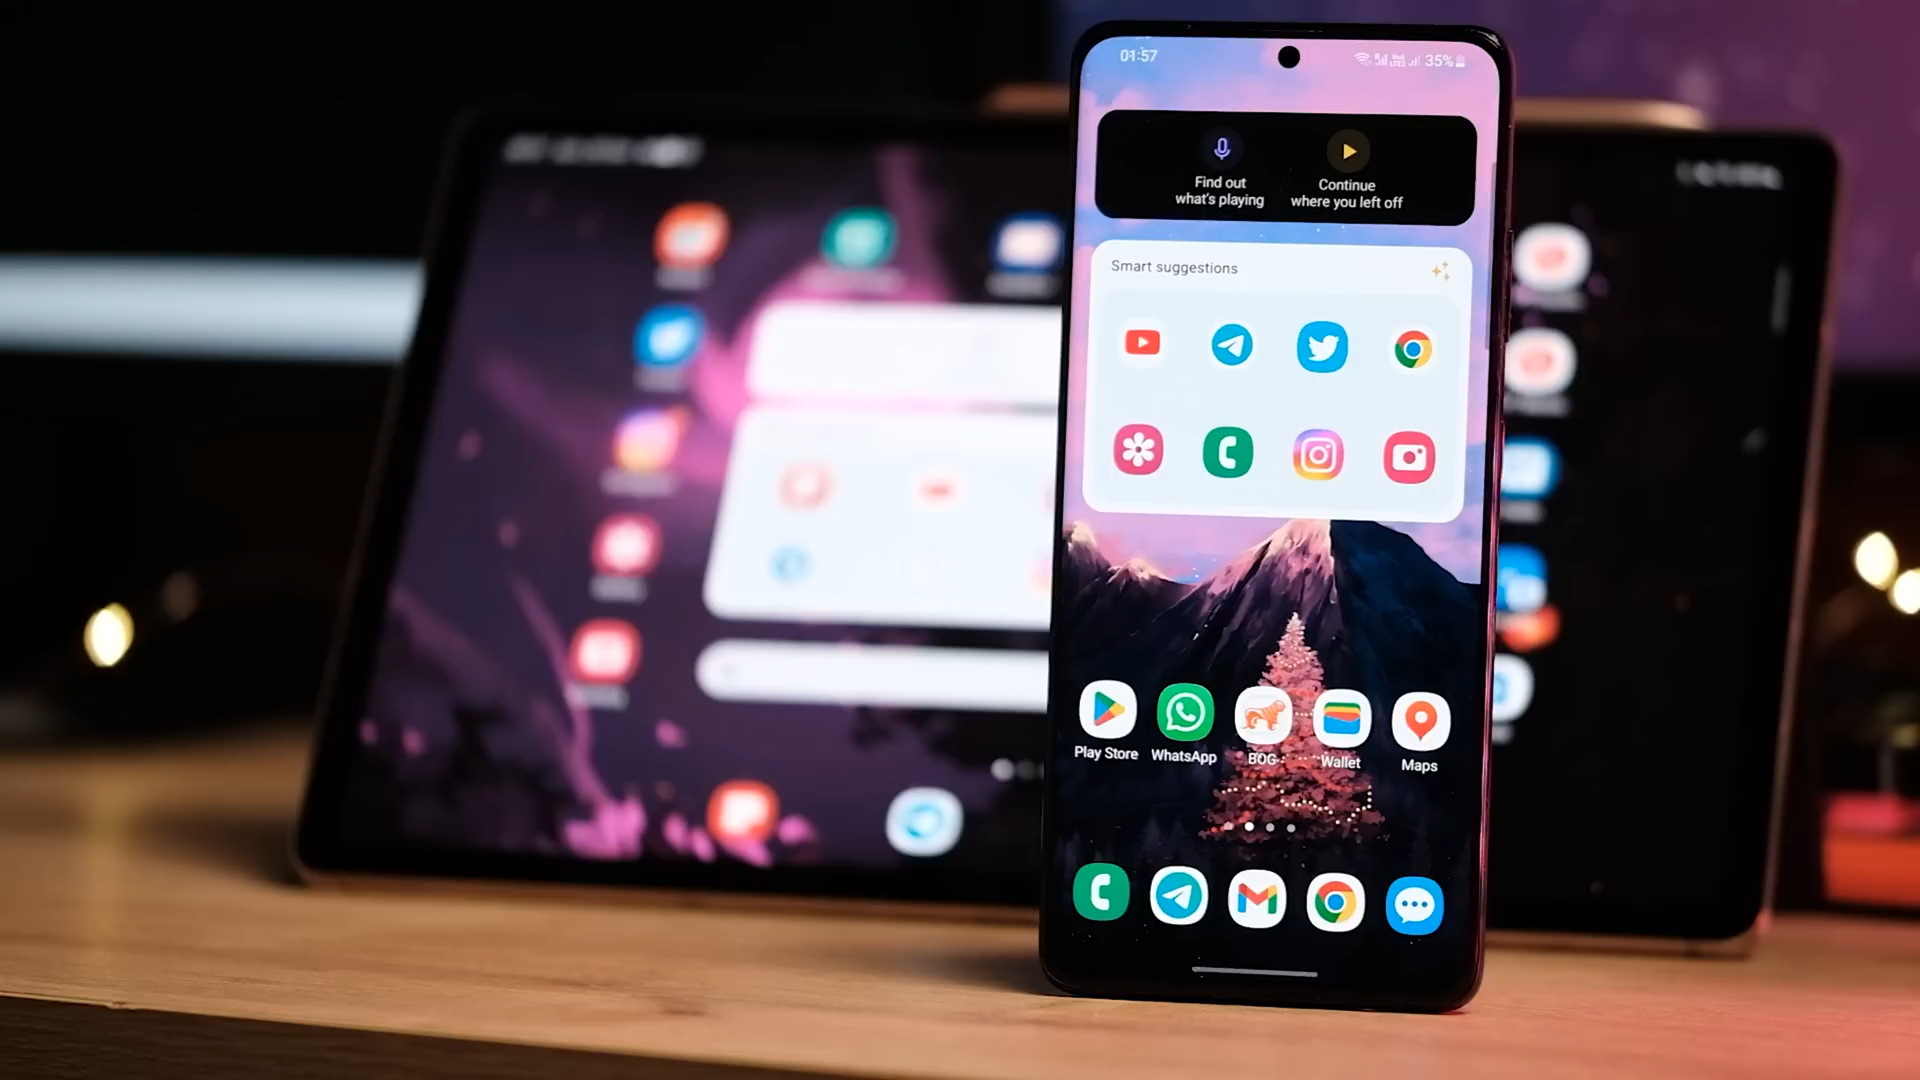 01:57
VoLTE2 35%
Find out
what's playing
Continue
where you left off
Smart suggestions
Play Store
WhatsApp
BOG
Wallet
Maps